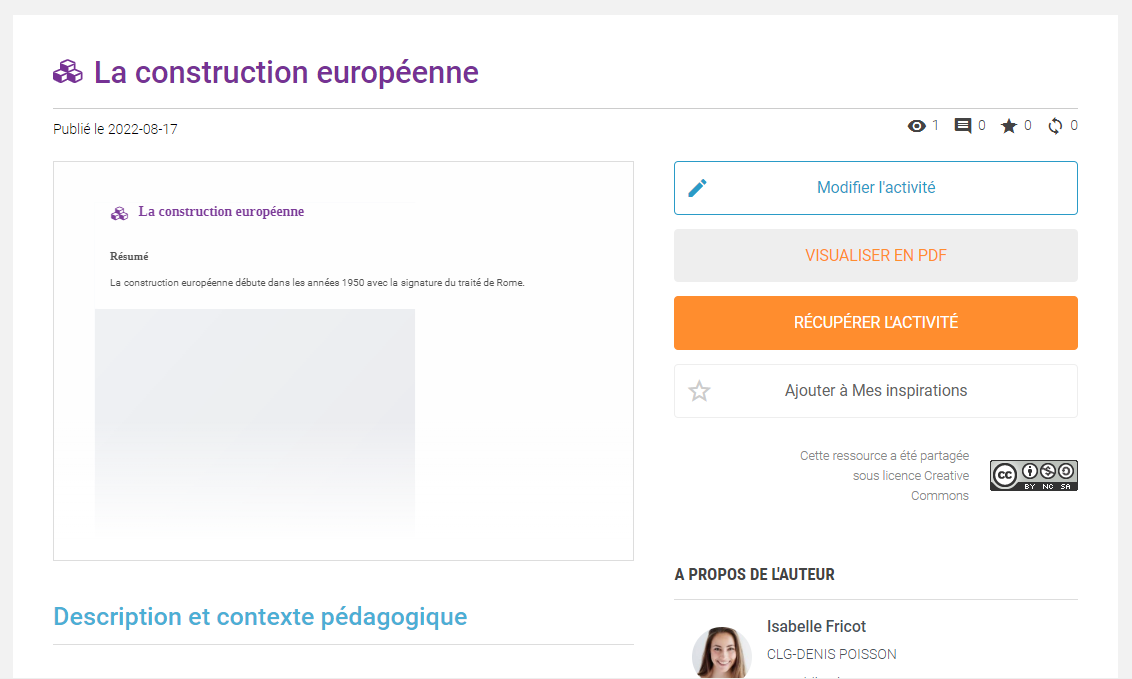 La construction européenne
Publié le 2022-08-17
1 0 0 0
La construction européenne
Résumé
La construction européenne débute dans les années 1950 avec la signature du traité de Rome.
Modifier l'activité
VISUALISER EN PDF
RÉCUPÉRER L'ACTIVITÉ
Ajouter à Mes inspirations
Cette ressource a été partagée
sous licence Creative
Commons
cc BY NC SA
Description et contexte pédagogique
A PROPOS DE L'AUTEUR
Isabelle Fricot
CLG-DENIS POISSON